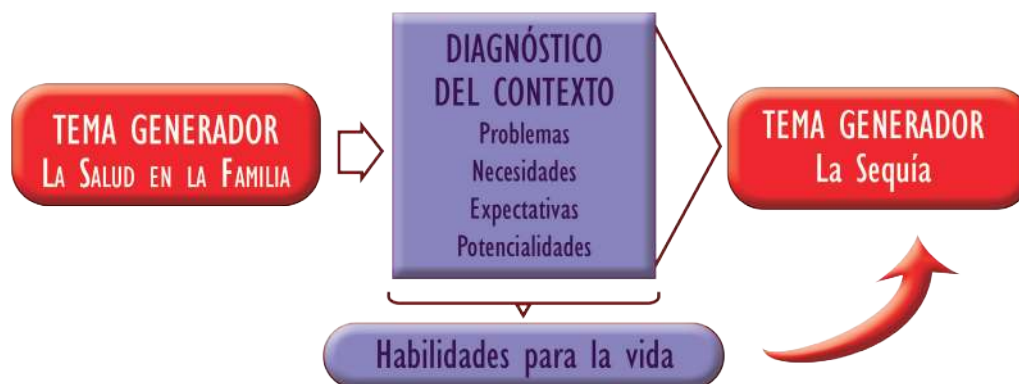 TEMA GENERADOR
LA SALUD EN LA FAMILIA
DIAGNÓSTICO
DEL CONTEXTO
Problemas
Necesidades
Expectativas
Potencialidades
TEMA GENERADOR
La Sequía
Habilidades para la vida